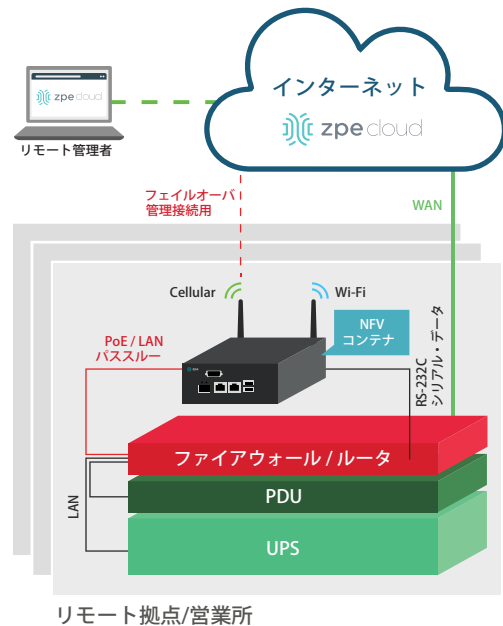 インターネット
zpe cloud
zpe cloud
リモート管理者
フェイルオーバ
管理接続用
WAN
Cellular
Wi-Fi
NFV
コンテナ
PoE / LAN
パススルー
RS-232C
シリアル・データ
ファイアウォール / ルータ
LAN
PDU
UPS
リモート拠点/営業所